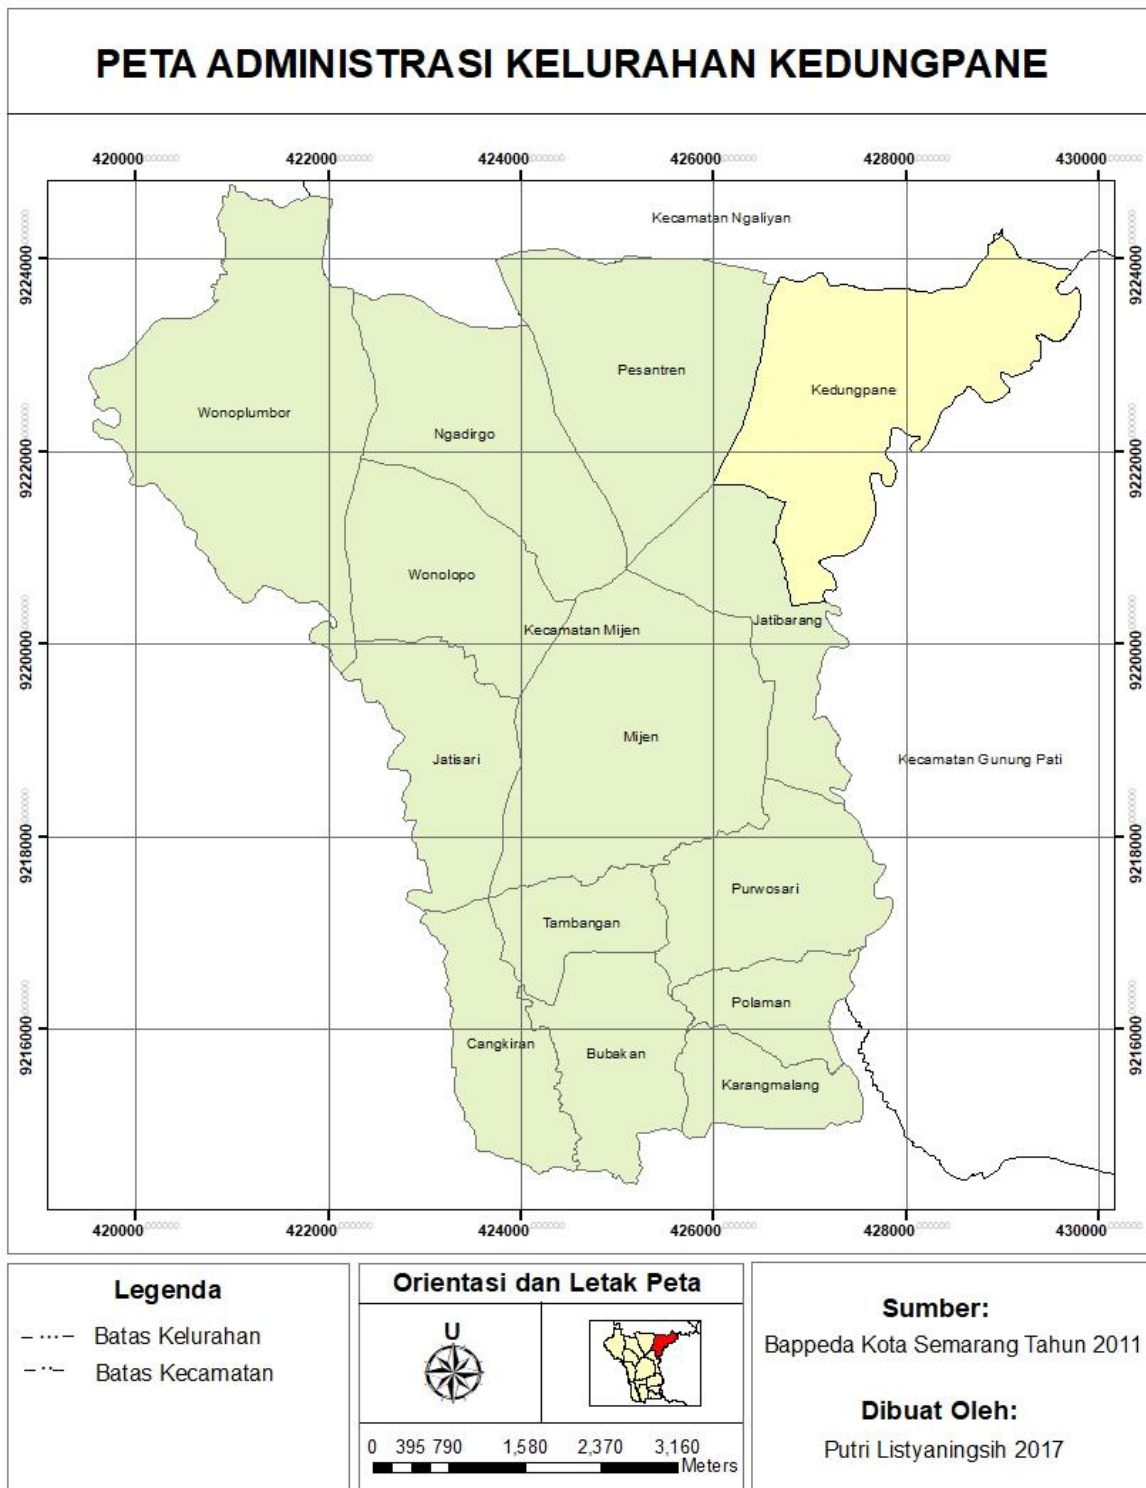 PETA ADMINISTRASI KELURAHAN KEDUNGPANE
420000 422000 424000 426000 428000 430000
Kecamatan Ngaliyan
9224000 9224000
Pesantren
Kedungpane
Wonoplumbor
Ngadirgo
9222000 9222000
Wonolopo
Jatibarang
Kecamatan Mijen
9220000 9220000
Mijen
Jatisari
Kecamatan Gunung Pati
9218000 9218000
Purwosari
Tambangan
Polaman
9216000 9216000
Cangkiran
Bubakan
Karangmalang
420000 422000 424000 426000 428000 430000
Legenda
Batas Kelurahan
Batas Kecamatan
Orientasi dan Letak Peta
U
0 395 790 1,580 2,370 3,160
Meters
Sumber:
Bappeda Kota Semarang Tahun 2011
Dibuat Oleh:
Putri Listyaningsih 2017